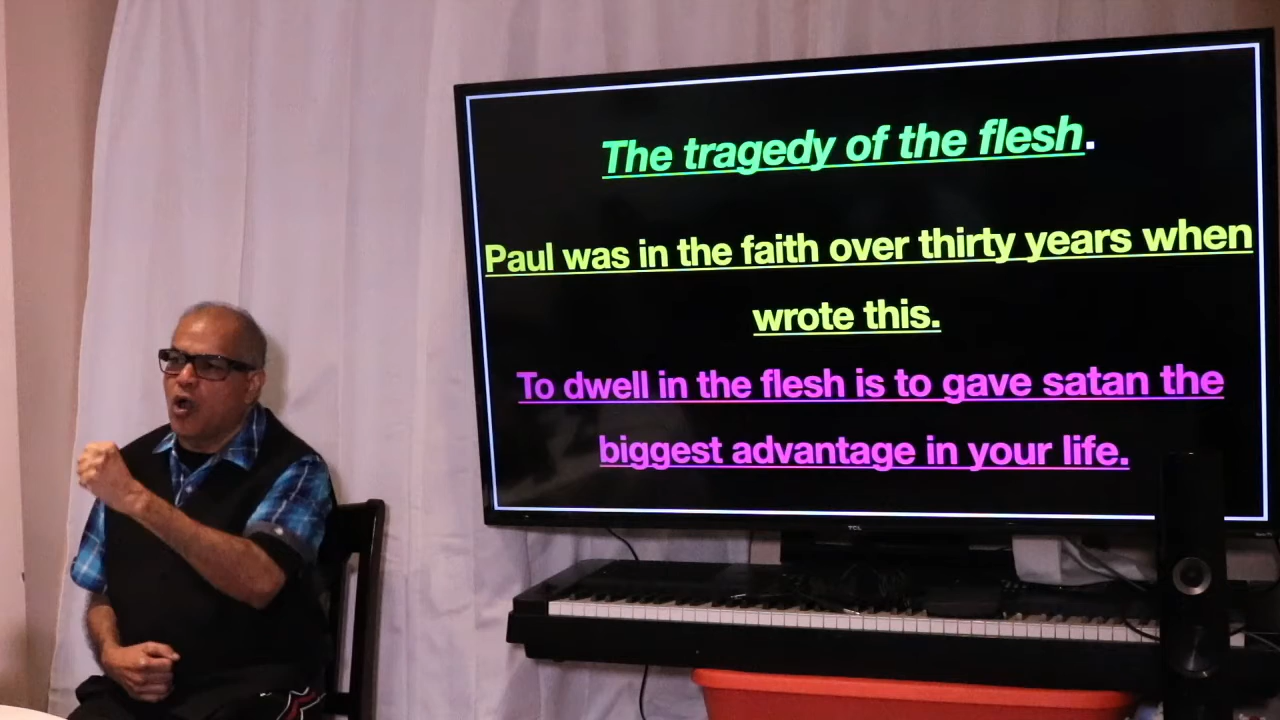 The tragedy of the flesh.
Paul was in the faith over thirty years when
wrote this.
To dwell in the flesh is to gave satan the
biggest advantage in your life.
TCL